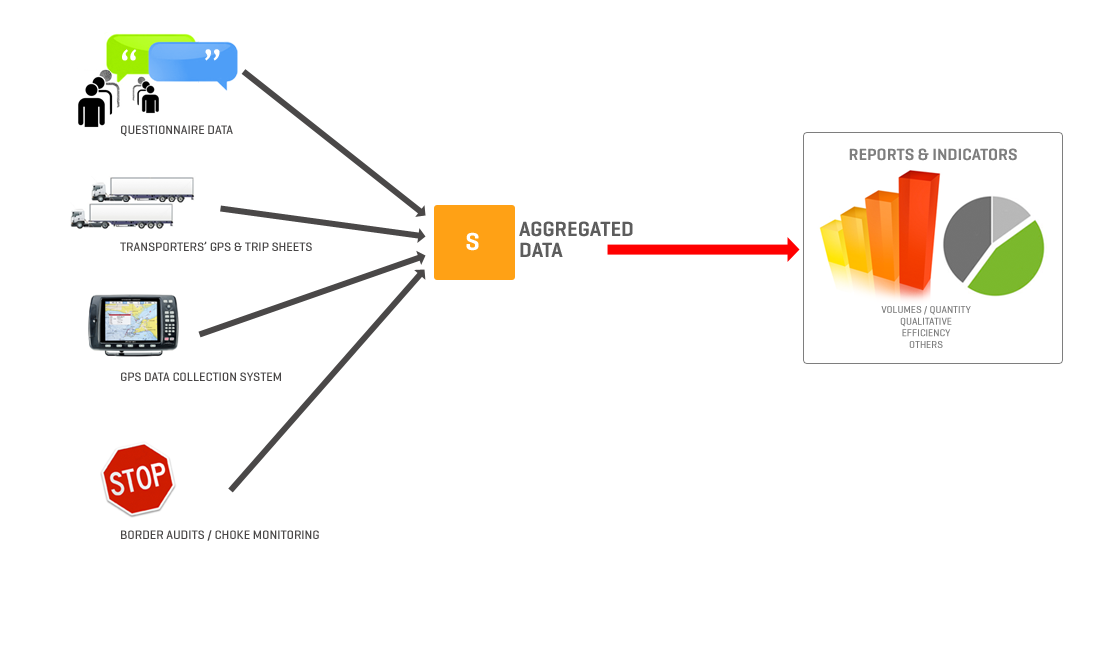 “ ”
QUESTIONNAIRE DATA
TRANSPORTERS’ GPS & TRIP SHEETS
GPS DATA COLLECTION SYSTEM
STOP
BORDER AUDITS / CHOKE MONITORING
S
AGGREGATED
DATA
REPORTS & INDICATORS
VOLUMES / QUANTITY
QUALITATIVE
EFFICIENCY
OTHERS